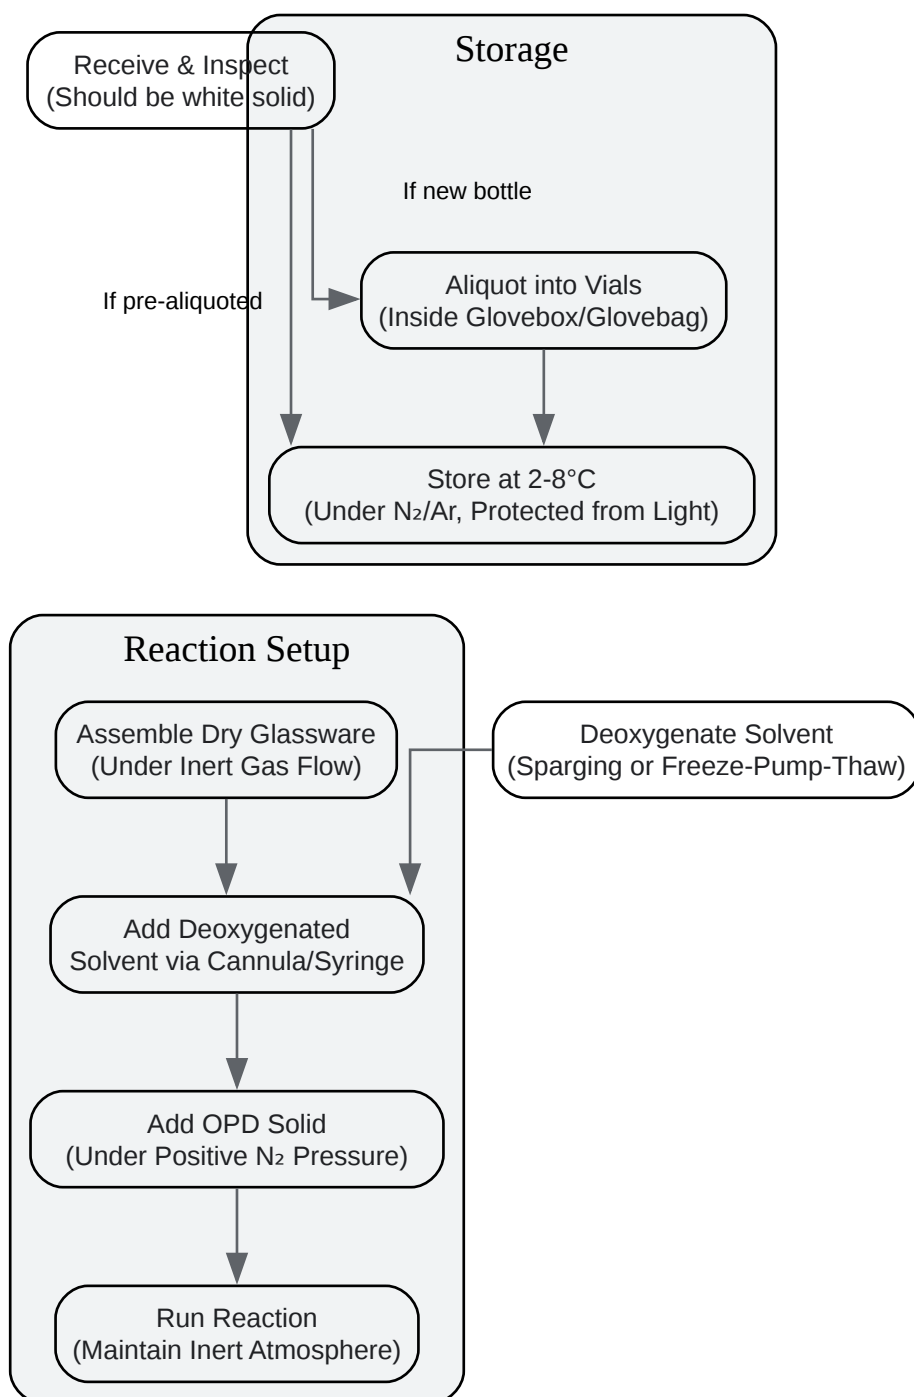 Storage
Receive & Inspect
(Should be white solid)
If new bottle
If pre-aliquoted
Aliquot into Vials
(Inside Glovebox/Glovebag)
Store at 2-8°C
(Under N₂/Ar, Protected from Light)
Reaction Setup
Assemble Dry Glassware
(Under Inert Gas Flow)
Deoxygenate Solvent
(Sparging or Freeze-Pump-Thaw)
Add Deoxygenated
Solvent via Cannula/Syringe
Add OPD Solid
(Under Positive N₂ Pressure)
Run Reaction
(Maintain Inert Atmosphere)